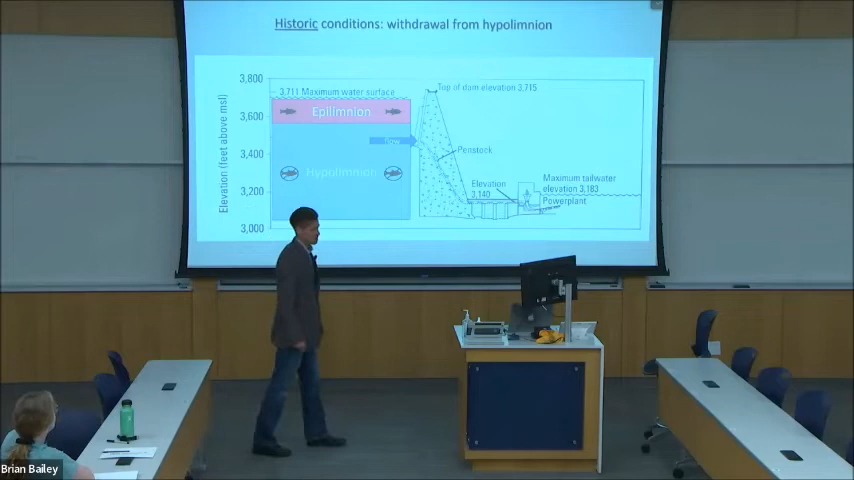 Historic conditions: withdrawal from hypolimnion
3,800
3,711 Maximum water surface
Top of dam elevation 3,715
3,600
Epilimnion
flow
3,400
Penstock
Hypolimnion
3,200
Elevation
3,140
Maximum tailwater
elevation 3,183
Powerplant
3,000
Elevation (feet above msl)
Brian Bailey